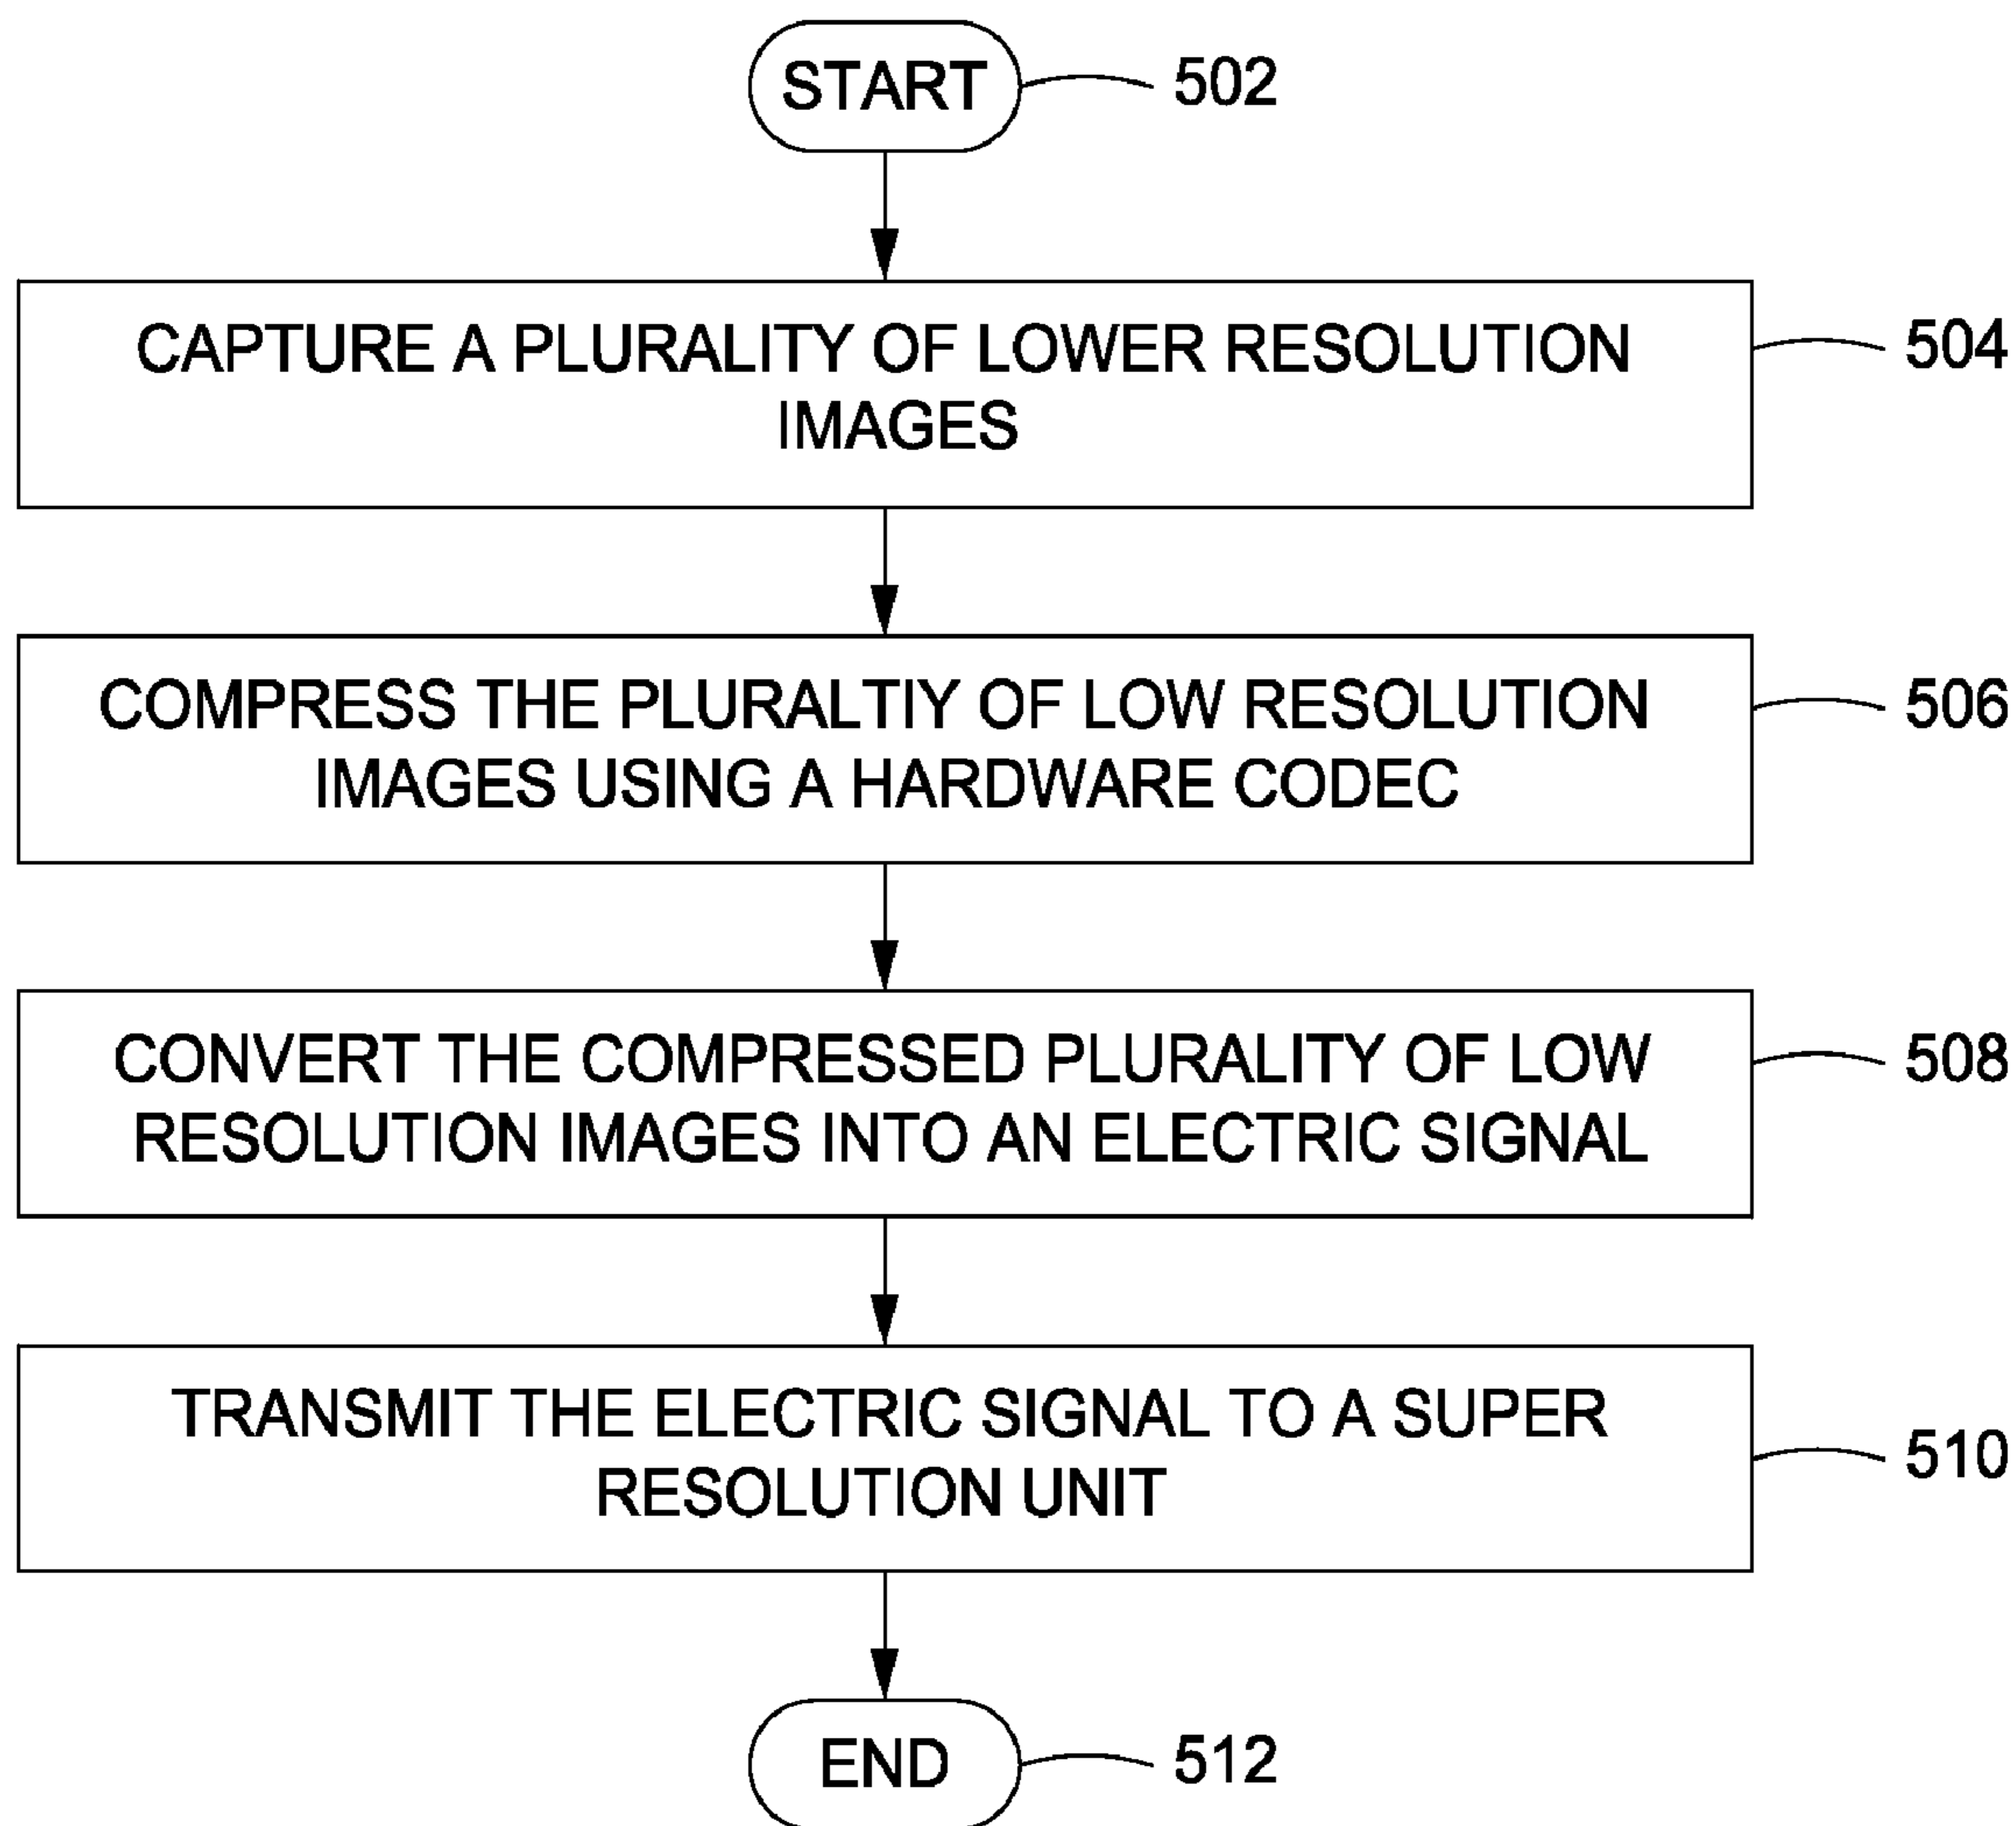 START
502
CAPTURE A PLURALITY OF LOWER RESOLUTION
IMAGES
504
COMPRESS THE PLURALTIY OF LOW RESOLUTION
IMAGES USING A HARDWARE CODEC
506
CONVERT THE COMPRESSED PLURALITY OF LOW
RESOLUTION IMAGES INTO AN ELECTRIC SIGNAL
508
TRANSMIT THE ELECTRIC SIGNAL TO A SUPER
RESOLUTION UNIT
510
END
512